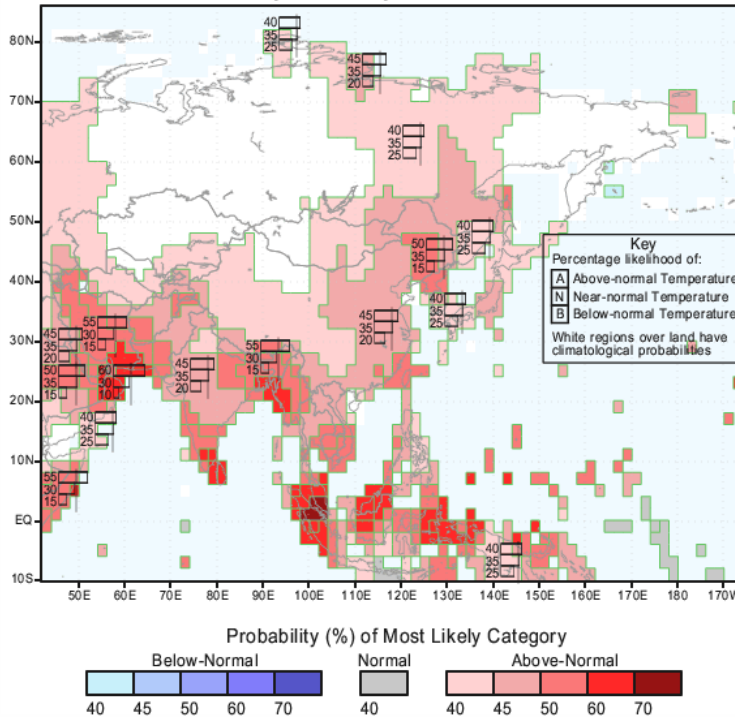 80N
70N
60N
50N
40N
30N
20N
10N
EQ
10S
40
35
25
45
35
20
40
35
25
40
35
25
50
35
15
40
35
25
45
35
20
55
30
15
45
35
20
55
30
15
50
35
15
60
30
10
45
35
20
40
35
25
55
30
15
40
35
25
Key
Percentage likelihood of:
A Above-normal Temperature
N Near-normal Temperature
B Below-normal Temperature
White regions over land have
climatological probabilities
50E 60E 70E 80E 90E 100E 110E 120E 130E 140E 150E 160E 170E 180 170W
Probability (%) of Most Likely Category
Below-Normal Normal Above-Normal
40 45 50 60 70 40 40 45 50 60 70